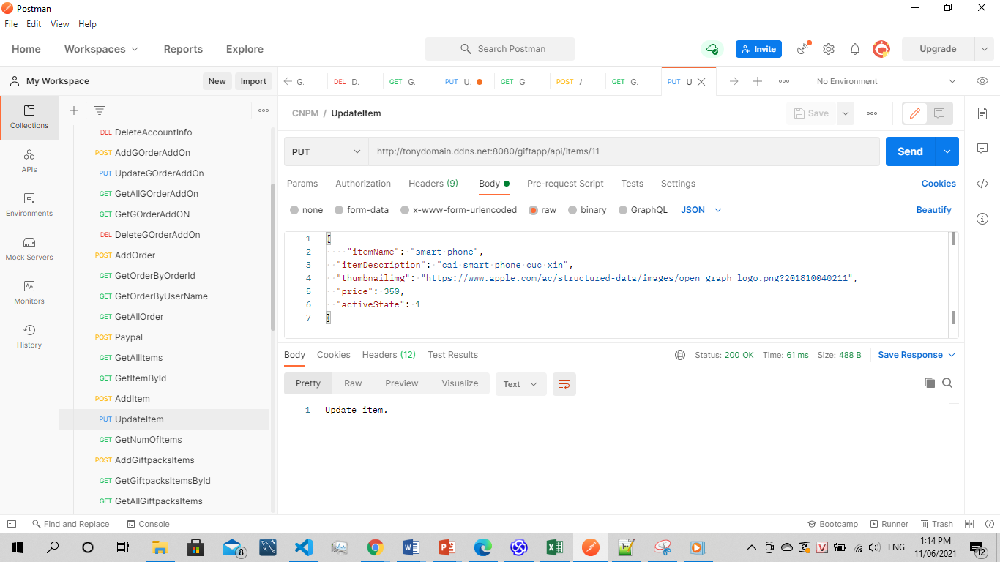 Postman
File Edit View Help
Home Workspaces Reports Explore Search Postman Invite Upgrade
My Workspace New Import
G. DEL D. GET G. PUT U. GET G. POST GET G. PUT U No Environment
Collections
APIs
Environments
Mock Servers
Monitors
History
DEL DeleteAccountInfo
POST AddGOrderAddOn
PUT UpdateGOrderAddOn
GET GetAllGOrderAddOn
GET GetGOrderAddON
DEL DeleteGOrderAddOn
POST AddOrder
GET GetOrderByOrderId
GET GetOrderByUserName
GET GetAllOrder
POST Paypal
GET GetAllItems
GET GetItemById
POST AddItem
PUT UpdateItem
GET GetNumOfItems
POST AddGiftpacksItems
GET GetGiftpacksItemsById
GET GetAllGiftpacksItems
CNPM / UpdateItem Save
PUT http://tonydomain.ddns.net:8080/giftapp/api/items/11 Send
Params Authorization Headers (9) Body Pre-request Script Tests Settings Cookies
none form-data x-www-form-urlencoded raw binary GraphQL JSON Beautify
1 {
2 "itemName": "smart phone",
3 "itemDescription": "cai smart phone cuc xin",
4 "thumbnailimg": "https://www.apple.com/ac/structured-data/images/open_graph_logo.png?201810040211",
5 "price": 350,
6 "activeState": 1
7 }
Body Cookies Headers (12) Test Results Status: 200 OK Time: 61 ms Size: 488 B Save Response
Pretty Raw Preview Visualize Text
1 Update item.
Find and Replace Console Bootcamp Runner Trash
8 ENG 1:14 PM
11/06/2021 12